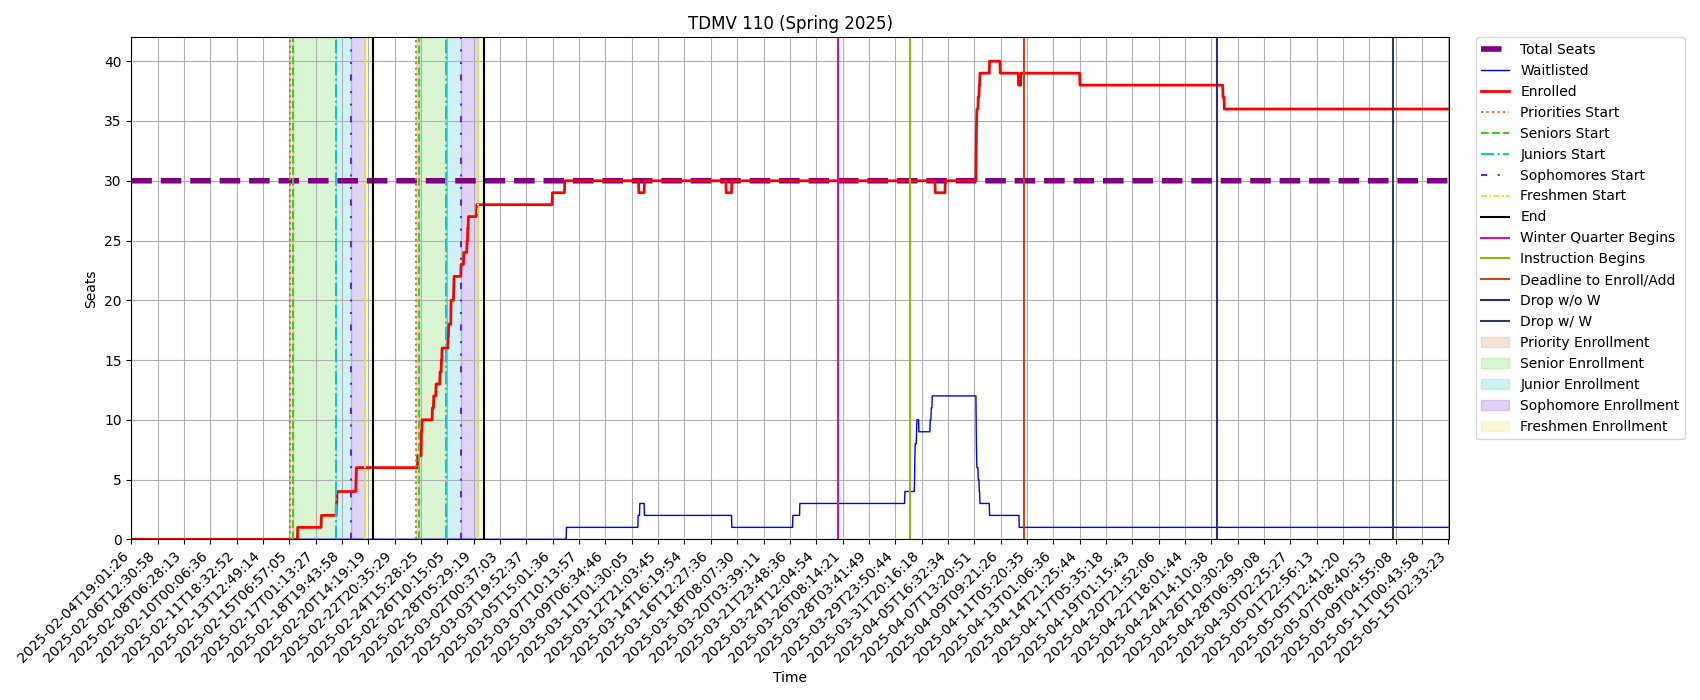 TDMV 110 (Spring 2025)
40
35
30
25
20
15
10
5
0
Seats
2025-02-04T19:01:26
2025-02-06T12:30:58
2025-02-08T06:28:13
2025-02-10T00:06:36
2025-02-11T18:32:52
2025-02-13T12:49:14
2025-02-15T06:57:05
2025-02-17T01:13:27
2025-02-18T19:43:58
2025-02-20T14:19:19
2025-02-22T20:35:29
2025-02-24T15:28:25
2025-02-26T10:15:05
2025-02-28T05:29:19
2025-03-02T00:37:03
2025-03-03T19:52:37
2025-03-05T15:01:36
2025-03-07T10:13:57
2025-03-09T06:34:46
2025-03-11T01:30:05
2025-03-12T21:03:45
2025-03-14T16:19:54
2025-03-16T12:27:36
2025-03-18T08:07:30
2025-03-20T03:39:11
2025-03-21T23:48:36
2025-03-24T12:04:54
2025-03-26T08:14:21
2025-03-28T03:41:49
2025-03-29T23:50:44
2025-03-31T20:16:18
2025-04-05T16:32:34
2025-04-07T13:20:51
2025-04-09T09:21:26
2025-04-11T05:20:35
2025-04-13T01:06:36
2025-04-14T21:25:44
2025-04-17T05:35:18
2025-04-19T01:15:43
2025-04-20T21:52:06
2025-04-22T18:01:44
2025-04-24T14:10:38
2025-04-26T10:30:26
2025-04-28T06:39:08
2025-04-30T02:25:27
2025-05-01T22:56:13
2025-05-05T12:41:20
2025-05-07T08:40:53
2025-05-09T04:55:08
2025-05-11T00:43:58
2025-05-15T02:33:23
Time
Total Seats
Waitlisted
Enrolled
Priorities Start
Seniors Start
Juniors Start
Sophomores Start
Freshmen Start
End
Winter Quarter Begins
Instruction Begins
Deadline to Enroll/Add
Drop w/o W
Drop w/ W
Priority Enrollment
Senior Enrollment
Junior Enrollment
Sophomore Enrollment
Freshmen Enrollment